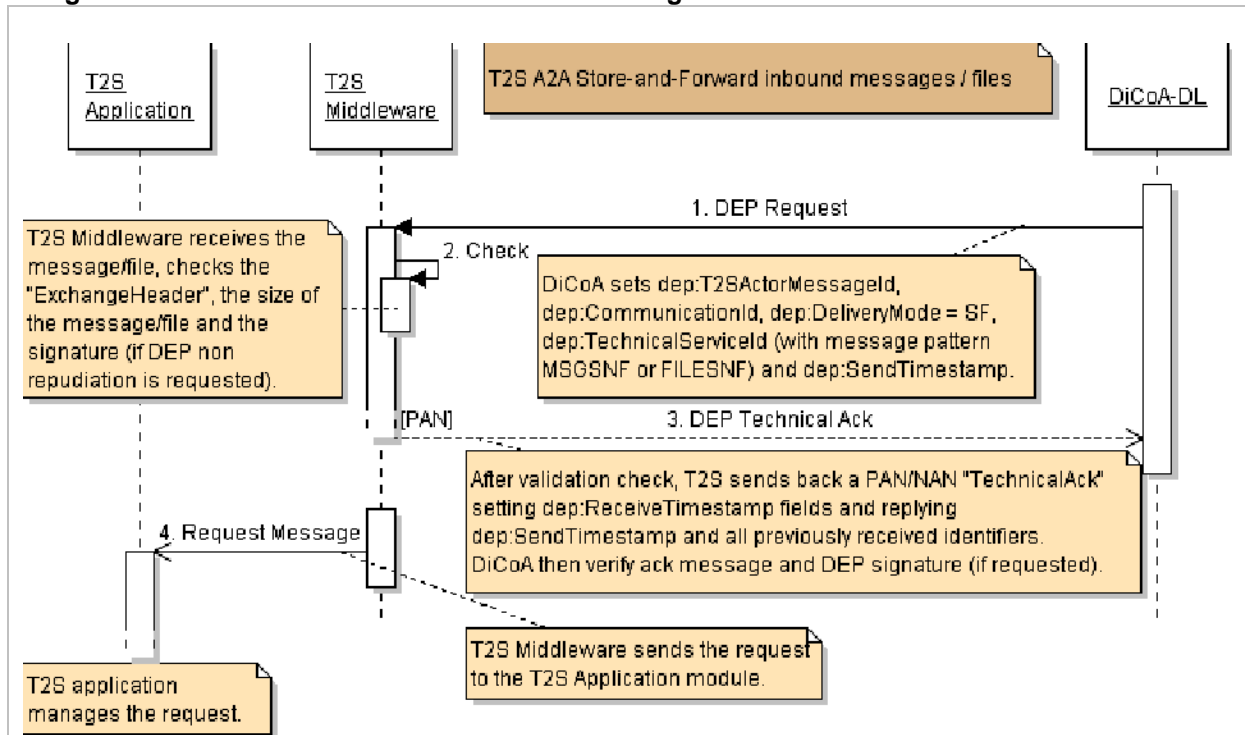 T2S
Application
T2S
Middleware
T2S A2A Store-and-Forward inbound messages / files
DiCoA-DL
1. DEP Request
T2S Middleware receives the
message/file, checks the
"ExchangeHeader", the size of
the message/file and the
signature (if DEP non
repudiation is requested).
2. Check
DiCoA sets dep:T2SActorMessageId,
dep:CommunicationId, dep:DeliveryMode = SF,
dep:TechnicalServiceId (with message pattern
MSGSNF or FILESNF) and dep:SendTimestamp.
[PAN]
3. DEP Technical Ack
After validation check, T2S sends back a PAN/NAN "TechnicalAck"
setting dep:ReceiveTimestamp fields and replying
dep:SendTimestamp and all previously received identifiers.
DiCoA then verify ack message and DEP signature (if requested).
4. Request Message
T2S Middleware sends the request
to the T2S Application module.
T2S application
manages the request.